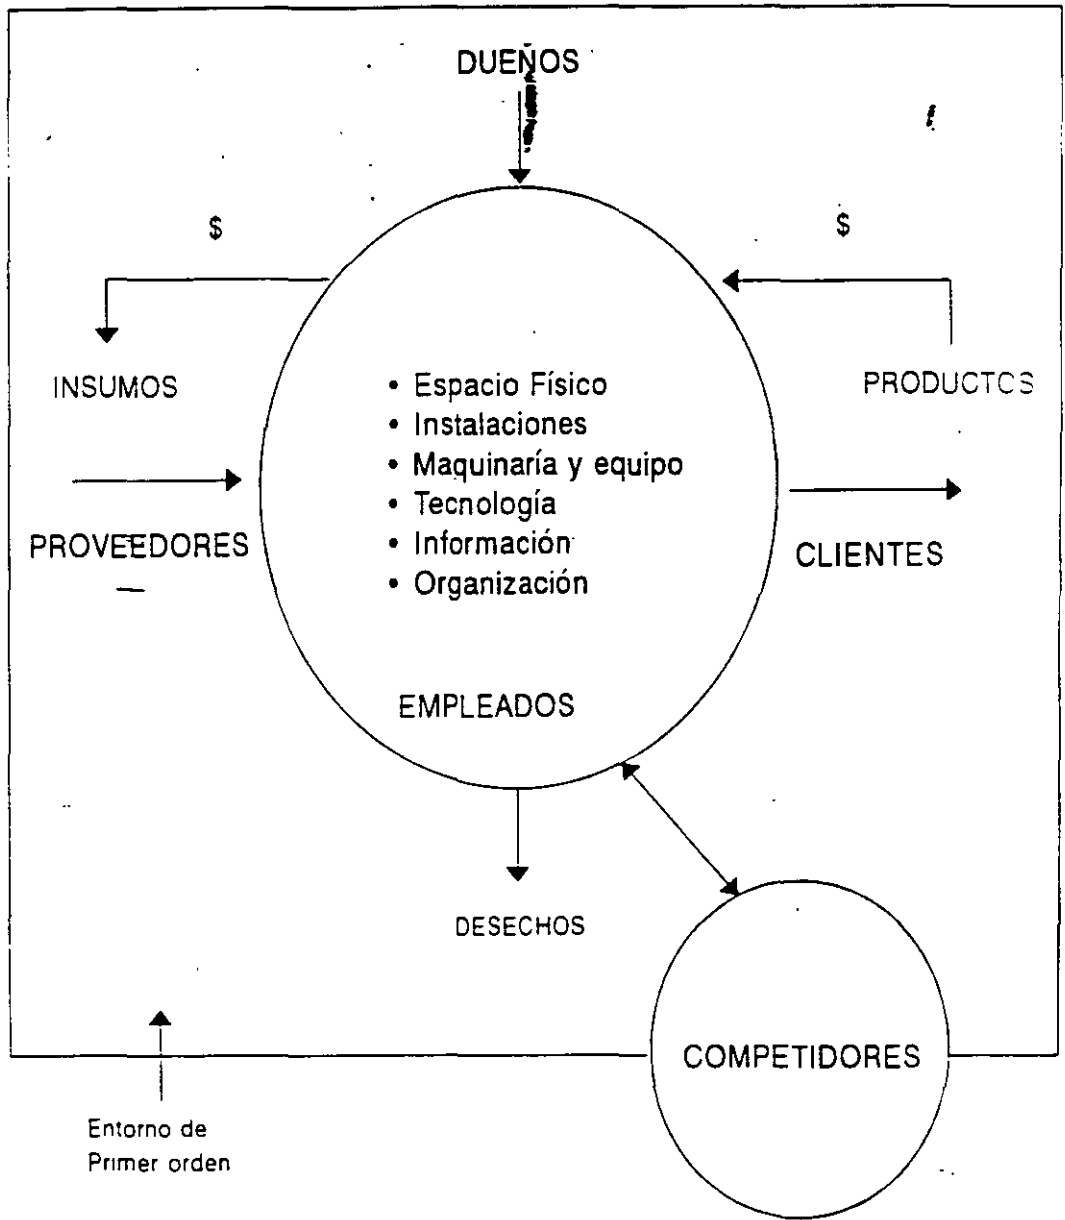 DUEÑOS
$
$
INSUMOS
PRODUCTOS
• Espacio Físico
• Instalaciones
• Maquinaría y equipo
• Tecnología
• Información
• Organización
PROVEEDORES
CLIENTES
EMPLEADOS
DESECHOS
COMPETIDORES
Entorno de
Primer orden